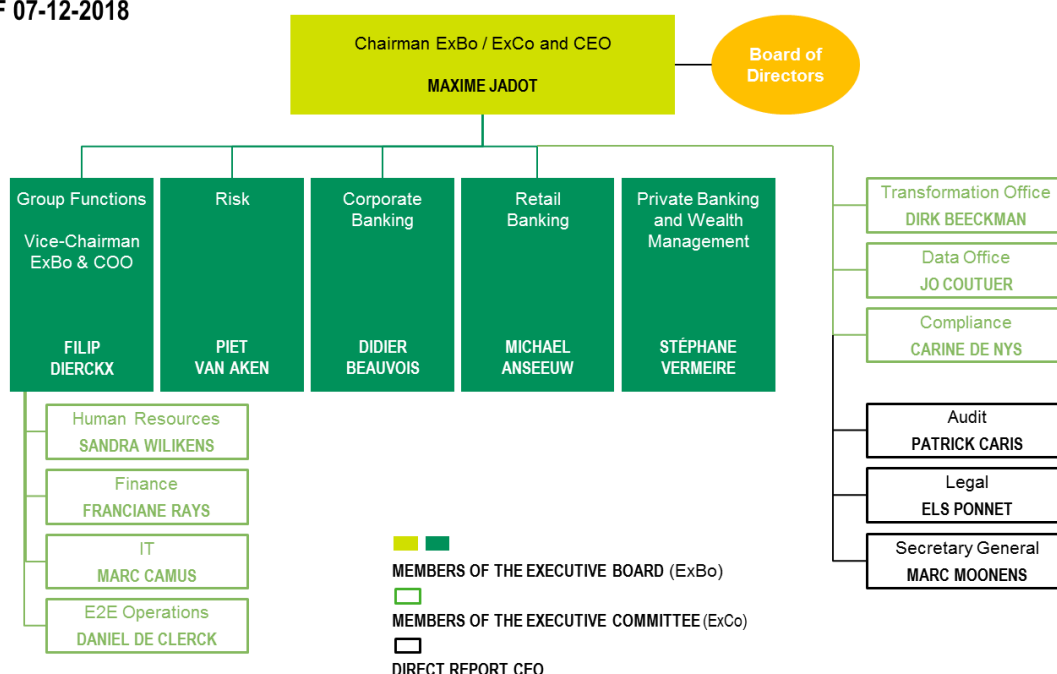 F 07-12-2018
Chairman ExBo / ExCo and CEO
MAXIME JADOT
Board of
Directors
Group Functions
Vice-Chairman
ExBo & COO
FILIP
DIERCKX
Risk
PIET
VAN AKEN
Corporate
Banking
DIDIER
BEAUVOIS
Retail
Banking
MICHAEL
ANSEEUW
Private Banking
and Wealth
Management
STÉPHANE
VERMEIRE
Transformation Office
DIRK BEECKMAN
Data Office
JO COUTUER
Compliance
CARINE DE NYS
Audit
PATRICK CARIS
Legal
ELS PONNET
Secretary General
MARC MOONENS
Human Resources
SANDRA WILIKENS
Finance
FRANCIANE RAYS
IT
MARC CAMUS
E2E Operations
DANIEL DE CLERCK
MEMBERS OF THE EXECUTIVE BOARD (ExBo)
MEMBERS OF THE EXECUTIVE COMMITTEE (ExCo)
DIRECT REPORT CEO